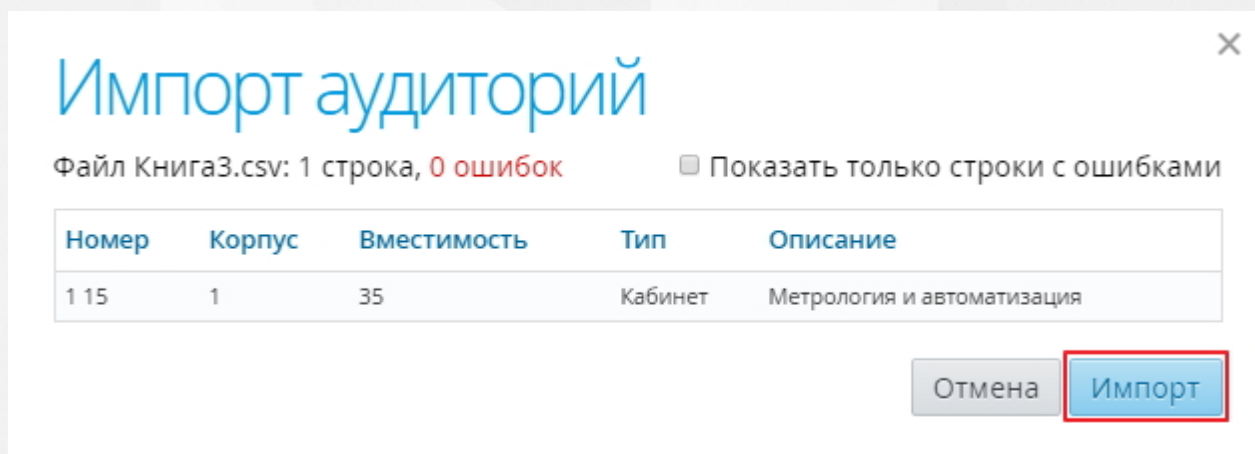 Импорт аудиторий
Файл Книга3.csv: 1 строка, 0 ошибок Показать только строки с ошибками
Номер Корпус Вместимость Тип Описание
1 15 1 35 Кабинет Метрология и автоматизация
Отмена Импорт